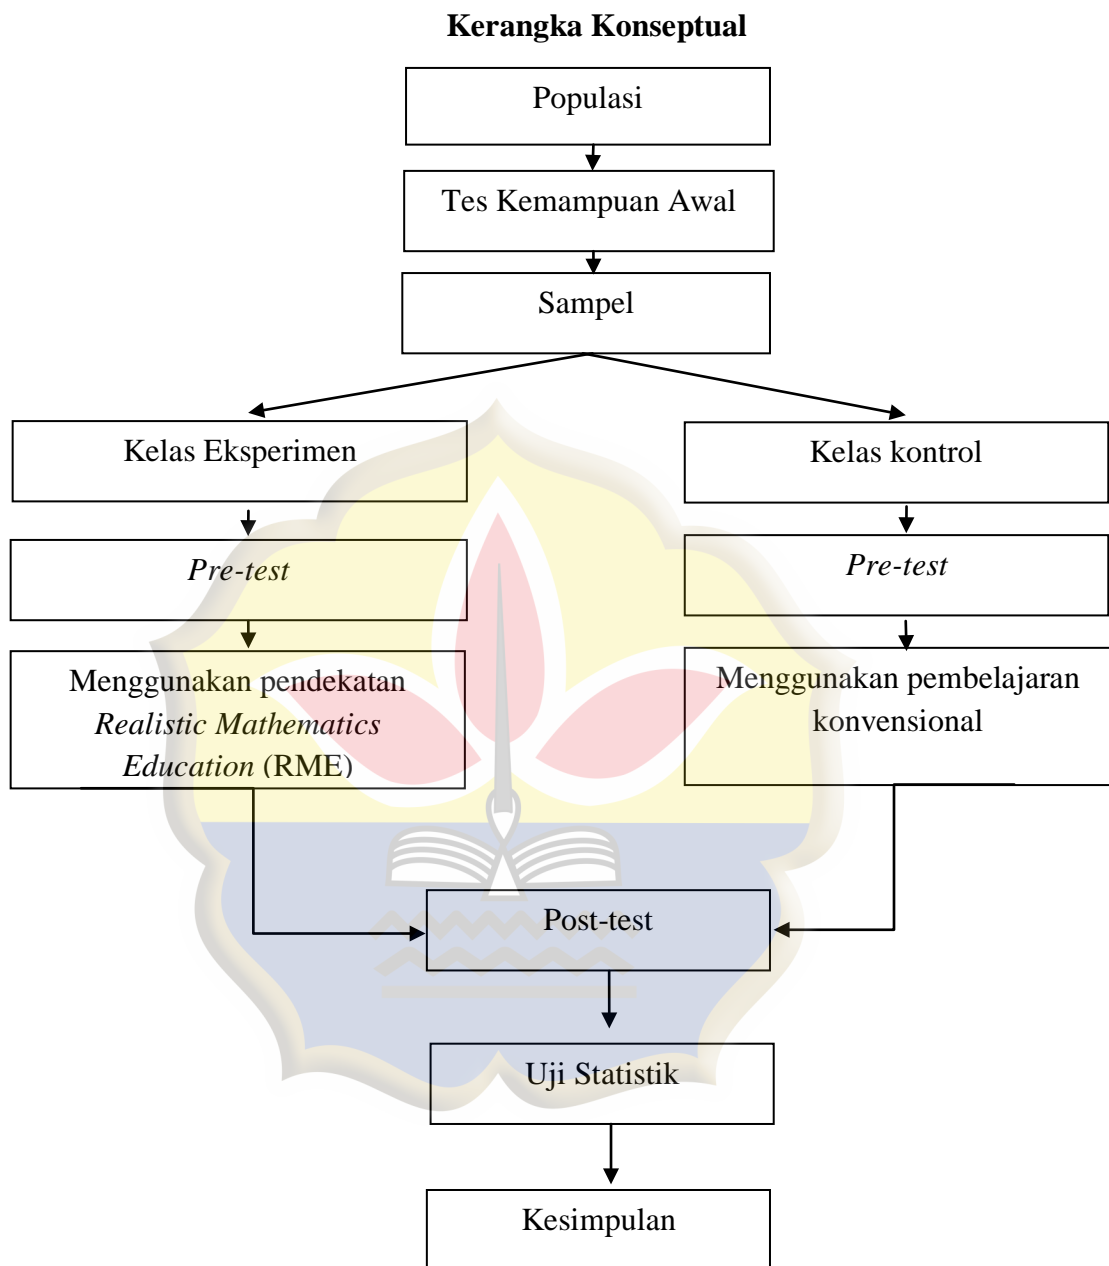 Kerangka Konseptual
Populasi
Tes Kemampuan Awal
Sampel
Kelas Eksperimen
Kelas kontrol
Pre-test
Pre-test
Menggunakan pendekatan
Realistic Mathematics
Education (RME)
Menggunakan pembelajaran
konvensional
Post-test
Uji Statistik
Kesimpulan